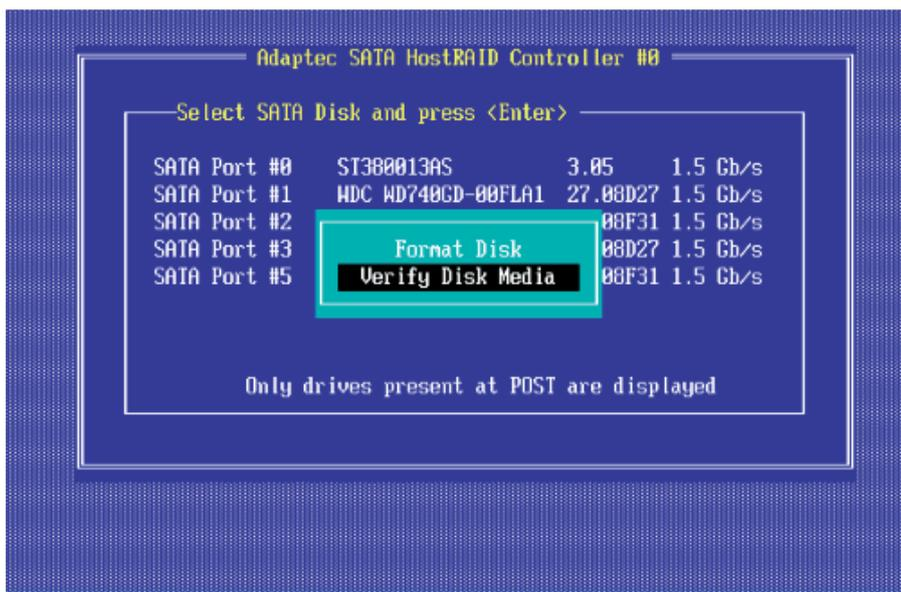 Adaptec SATA HostRAID Controller #0
Select SATA Disk and press <Enter>
SATA Port #0 ST380013AS 3.05 1.5 Gb/s
SATA Port #1 WDC WD740GD-00FLA1 27.08D27 1.5 Gb/s
SATA Port #2 08F31 1.5 Gb/s
SATA Port #3 08D27 1.5 Gb/s
SATA Port #5 08F31 1.5 Gb/s
Format Disk
Verify Disk Media
Only drives present at POST are displayed